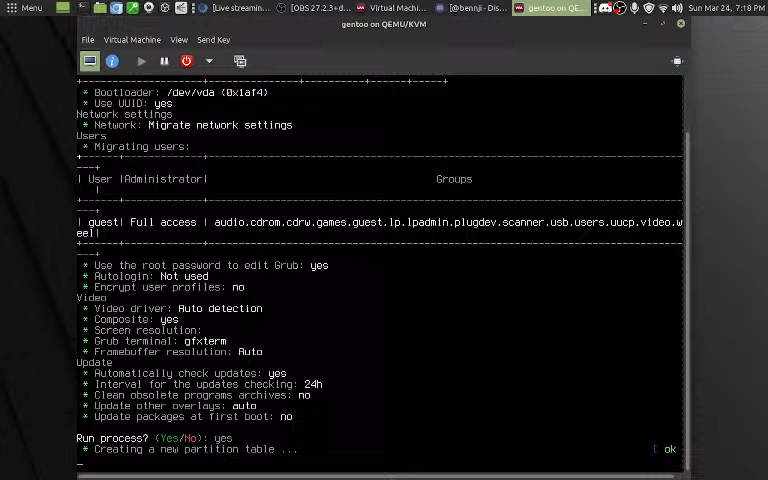 Menu
[Live streamin...
[OBS 27.2.3+d...
Virtual Machin...
[@bennji - Dis...
gentoo on QE...
Sun Mar 24, 7:18 PM
gentoo on QEMU/KVM
File Virtual Machine View Send Key
+--------------+--------------------+------------+--------+-----+
* Bootloader: /dev/vda (0x1af4)
* Use UUID: yes
Network settings
* Network: Migrate network settings
Users
* Migrating users:
| User |Administrator| Groups
|
| guest| Full access | audio.cdrom.cdrw.games.guest.lp.lpadmin.plugdev.scanner.usb.users.uucp.video.w
eel|
* Use the root password to edit Grub: yes
* Autologin: Not used
* Encrypt user profiles: no
Video
* Video driver: Auto detection
* Composite: yes
* Screen resolution:
* Grub terminal: gfxterm
* Framebuffer resolution: Auto
Update
* Automatically check updates: yes
* Interval for the updates checking: 24h
* Clean obsolete programs archives: no
* Update other overlays: auto
* Update packages at first boot: no
Run process? (Yes/No): yes
* Creating a new partition table ... [ ok